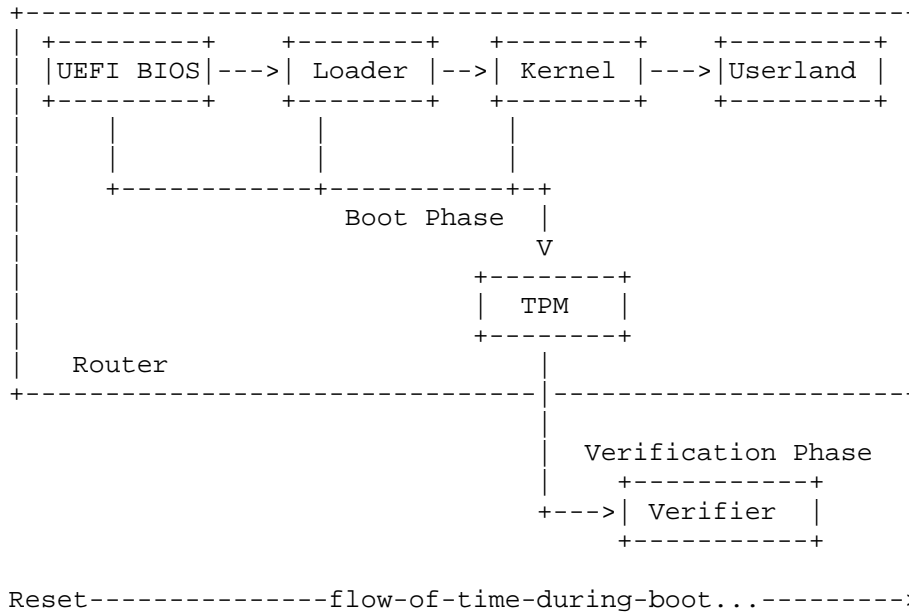 UEFI BIOS Loader Kernel Userland
Boot Phase
V
TPM
Router
Verification Phase
Verifier
Reset---------------flow-of-time-during-boot...--------->